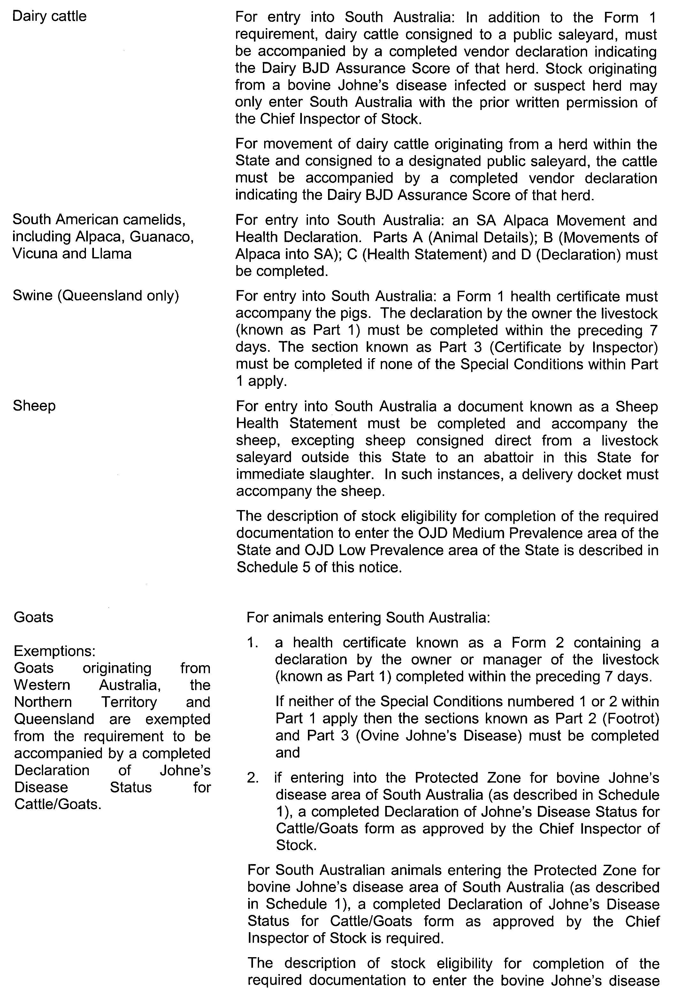 Dairy cattle
For entry into South Australia: In addition to the Form 1
requirement, dairy cattle consigned to a public saleyard, must
be accompanied by a completed vendor declaration indicating
the Dairy BJD Assurance Score of that herd. Stock originating
from a bovine Johne's disease infected or suspect herd may
only enter South Australia with the prior written permission of
the Chief Inspector of Stock.
For movement of dairy cattle originating from a herd within the
State and consigned to a designated public saleyard, the cattle
must be accompanied by a completed vendor declaration
indicating the Dairy BJD Assurance Score of that herd.
South American camelids,
including Alpaca, Guanaco,
Vicuna and Llama
For entry into South Australia: an SA Alpaca Movement and
Health Declaration. Parts A (Animal Details); B (Movements of
Alpaca into SA); C (Health Statement) and D (Declaration) must
be completed.
Swine (Queensland only)
For entry into South Australia: a Form 1 health certificate must
accompany the pigs. The declaration by the owner the livestock
(known as Part 1) must be completed within the preceding 7
days. The section known as Part 3 (Certificate by Inspector)
must be completed if none of the Special Conditions within Part
1 apply.
Sheep
For entry into South Australia a document known as a Sheep
Health Statement must be completed and accompany the
sheep, excepting sheep consigned direct from a livestock
saleyard outside this State to an abattoir in this State for
immediate slaughter. In such instances, a delivery docket must
accompany the sheep.
The description of stock eligibility for completion of the required
documentation to enter the OJD Medium Prevalence area of the
State and OJD Low Prevalence area of the State is described in
Schedule 5 of this notice.
Goats
Exemptions:
Goats originating from
Western Australia, the
Northern Territory and
Queensland are exempted
from the requirement to be
accompanied by a completed
Declaration of Johne's
Disease Status for
Cattle/Goats.
For animals entering South Australia:
1. a health certificate known as a Form 2 containing a
declaration by the owner or manager of the livestock
(known as Part 1) completed within the preceding 7 days.
If neither of the Special Conditions numbered 1 or 2 within
Part 1 apply then the sections known as Part 2 (Footrot)
and Part 3 (Ovine Johne's Disease) must be completed
and
2. if entering into the Protected Zone for bovine Johne's
disease area of South Australia (as described in Schedule
1), a completed Declaration of Johne's Disease Status for
Cattle/Goats form as approved by the Chief Inspector of
Stock.
For South Australian animals entering the Protected Zone for
bovine Johne's disease area of South Australia (as described
in Schedule 1), a completed Declaration of Johne's Disease
Status for Cattle/Goats form as approved by the Chief
Inspector of Stock is required.
The description of stock eligibility for completion of the
required documentation to enter the bovine Johne's disease